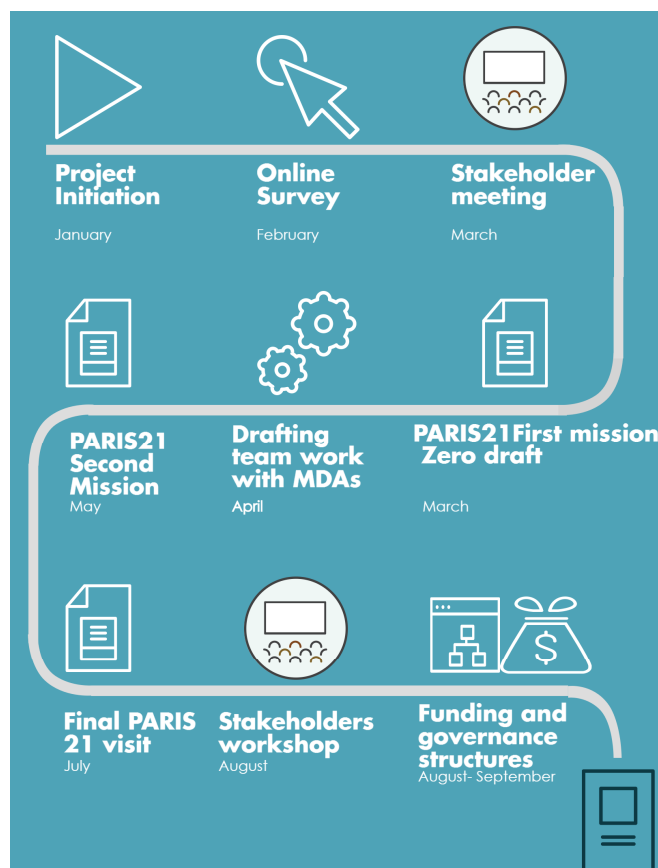 Project
Initiation
January
Online
Survey
February
Stakeholder
meeting
March
PARIS21
Second
Mission
May
Drafting
team work
with MDAs
April
PARIS21First mission
Zero draft
March
$
Final PARIS
21 visit
July
Stakeholders
workshop
August
Funding and
governance
structures
August- September